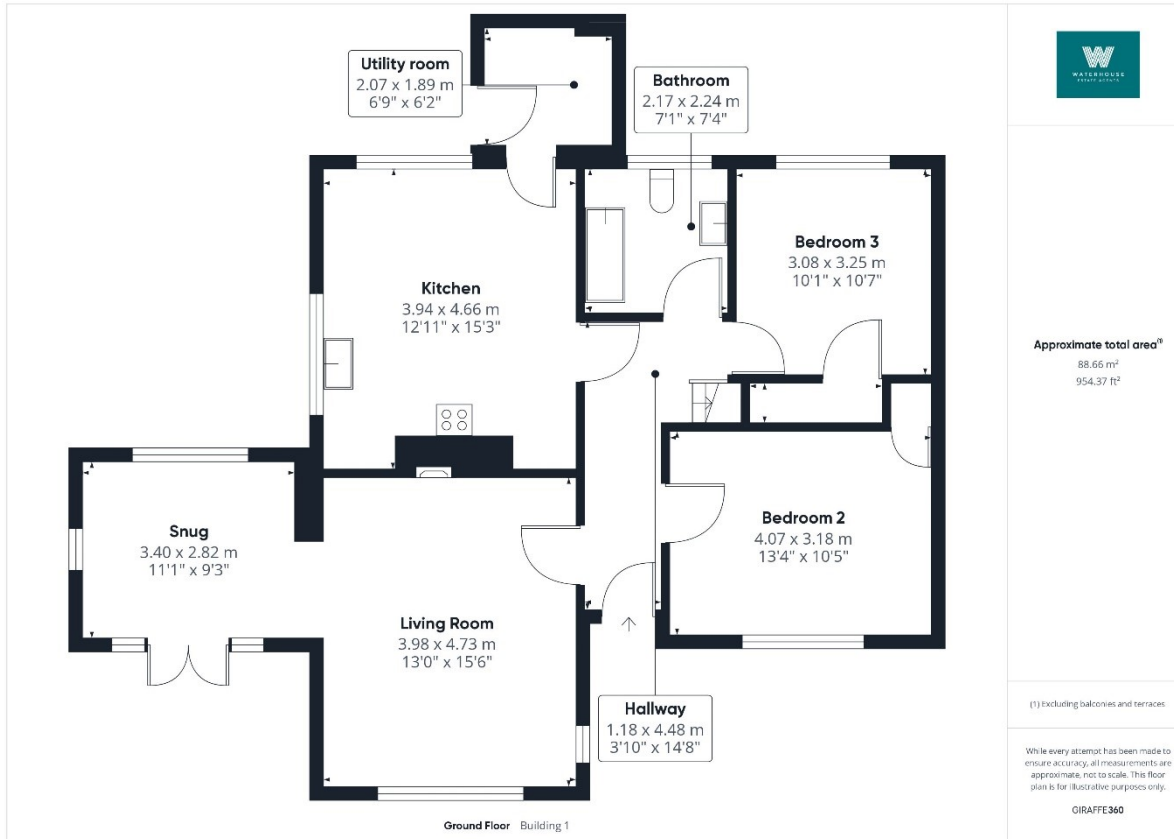 Utility room
2.07 x 1.89 m
6'9" x 6'2"
Bathroom
2.17 x 2.24 m
7'1" x 7'4"
Kitchen
3.94 x 4.66 m
12'11" x 15'3"
Bedroom 3
3.08 x 3.25 m
10'1" x 10'7"
Snug
3.40 x 2.82 m
11'1" x 9'3"
Living Room
3.98 x 4.73 m
13'0" x 15'6"
Bedroom 2
4.07 x 3.18 m
13'4" x 10'5"
Hallway
1.18 x 4.48 m
3'10" x 14'8"
Ground Floor Building 1
WATERHOUSE
ESTATE AGENTS
Approximate total area(1)
88.66 m²
954.37 ft²
(1) Excluding balconies and terraces
While every attempt has been made to
ensure accuracy, all measurements are
approximate, not to scale. This floor
plan is for illustrative purposes only.
GIRAFFE360